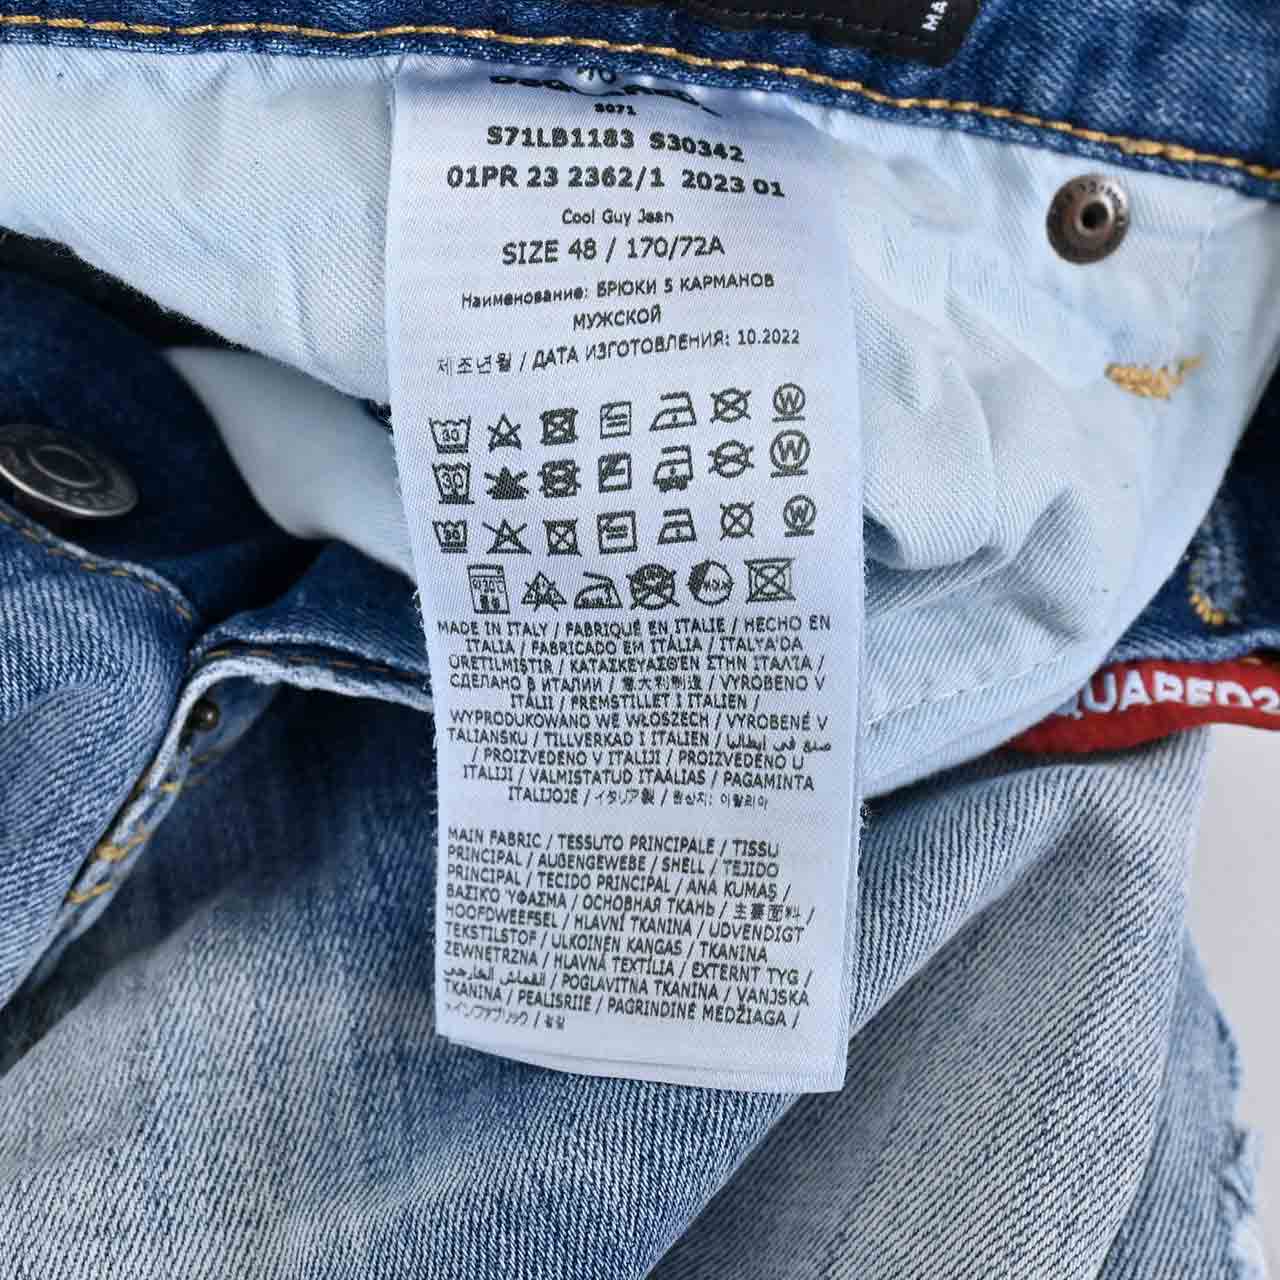 MA
S071
S71LB1183 S30342
01PR 23 2362/1 2023 01
Cool Guy Jean
SIZE 48 / 170/72A
Наименование: БРЮКИ 5 КАРМАНОВ
МУЖСКОЙ
제조년월 / ДАТА ИЗГОТОВЛЕНИЯ: 10.2022
MADE IN ITALY / FABRIQUÉ EN ITALIE / HECHO EN
ITALIA / FABRICADO EM ITÁLIA / ITALYA'DA
ÜRETILMISTIR / ΚΑΤΑΣΚΕΥΑΣΘΕΝ ΣΤΗΝ ΙΤΑΛΙΑ /
СДЕЛАНО В ИТАЛИИ / 意大利制造 / VYROBENO V
ITÁLII / FREMSTILLET I ITALIEN /
WYPRODUKOWANO WE WŁOSZECH / VYROBENÉ V
TALIANSKU / TILLVERKAD I ITALIEN / صنع في إيطاليا
/ PROIZVEDENO V ITALIJI / PROIZVEDENO U
ITALIJI / VALMISTATUD ITAALIAS / PAGAMINTA
ITALIJOJE / イタリア製 / 원산지: 이탈리아
MAIN FABRIC / TESSUTO PRINCIPALE / TISSU
PRINCIPAL / AUßENGEWEBE / SHELL / TEJIDO
PRINCIPAL / TECIDO PRINCIPAL / ANA KUMAŞ /
ΒΑΣΙΚΟ ΎΦΑΣΜΑ / ОСНОВНАЯ ТКАНЬ / 主要面料 /
HOOFDWEEFSEL / HLAVNÍ TKANINA / UDVENDIGT
TEKSTILSTOF / ULKOINEN KANGAS / TKANINA
ZEWNĘTRZNA / HLAVNÁ TEXTÍLIA / EXTERNT TYG /
القماش الخارجي / POGLAVITNA TKANINA / VANJSKA
TKANINA / PEALISRIIE / PAGRINDINĖ MEDŽIAGA /
メインファブリック / 겉감
QUARED2